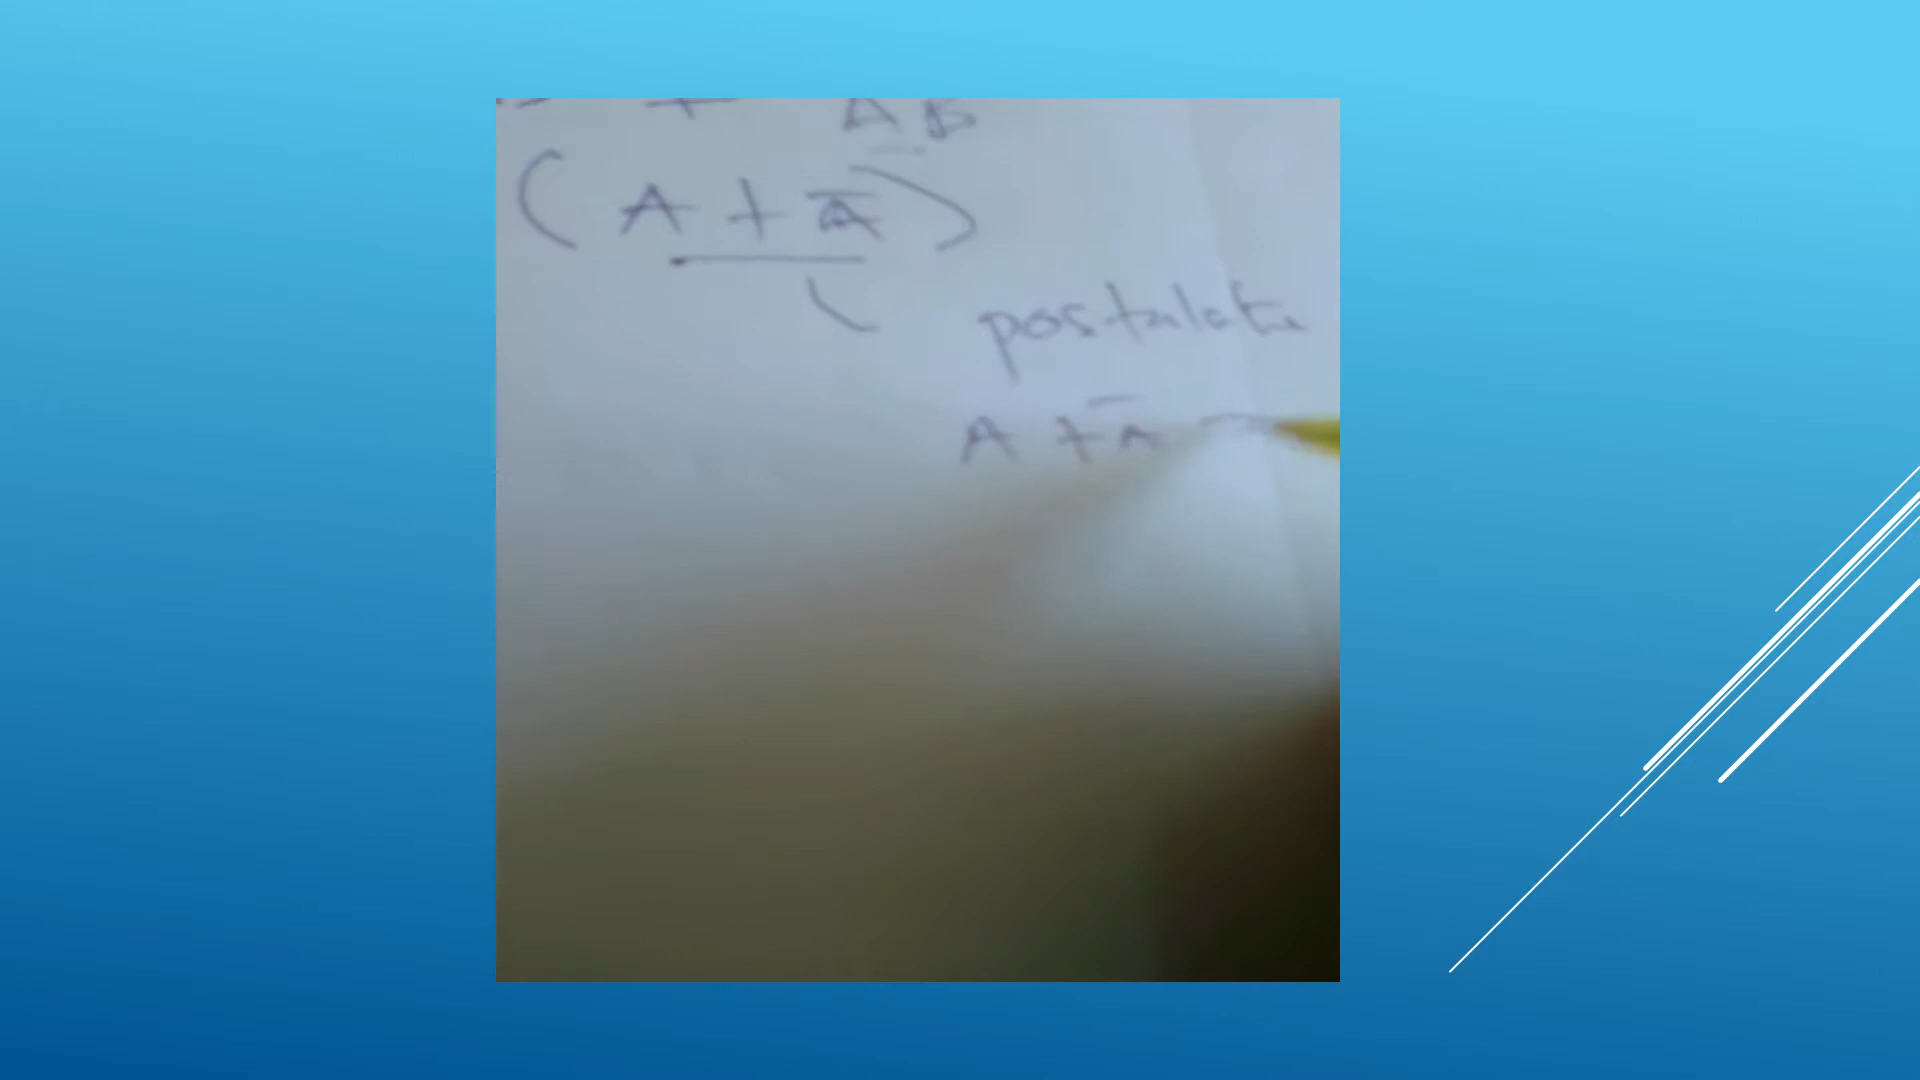 + AB
( A + A̅ )
postulate
A + A̅ =